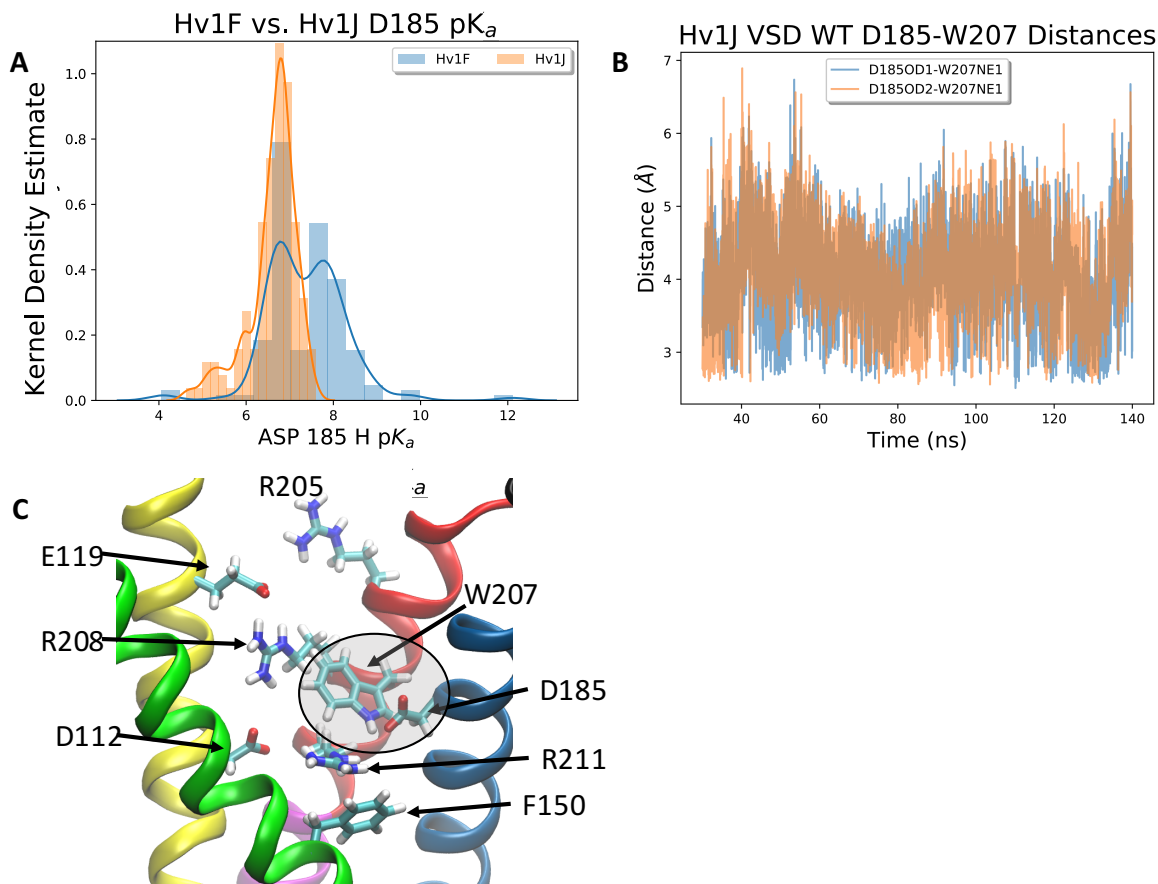 Hv1F vs. Hv1J D185 pKa
A
Hv1F Hv1J
Kernel Density Estimate
1.0
0.8
0.6
0.4
0.2
0.0
4 6 8 10 12
ASP 185 H pKa
Hv1J VSD WT D185-W207 Distances
B
D185OD1-W207NE1
D185OD2-W207NE1
Distance (Å)
7
6
5
4
3
40 60 80 100 120 140
Time (ns)
C
R205
a
E119
W207
R208
D185
D112
R211
F150